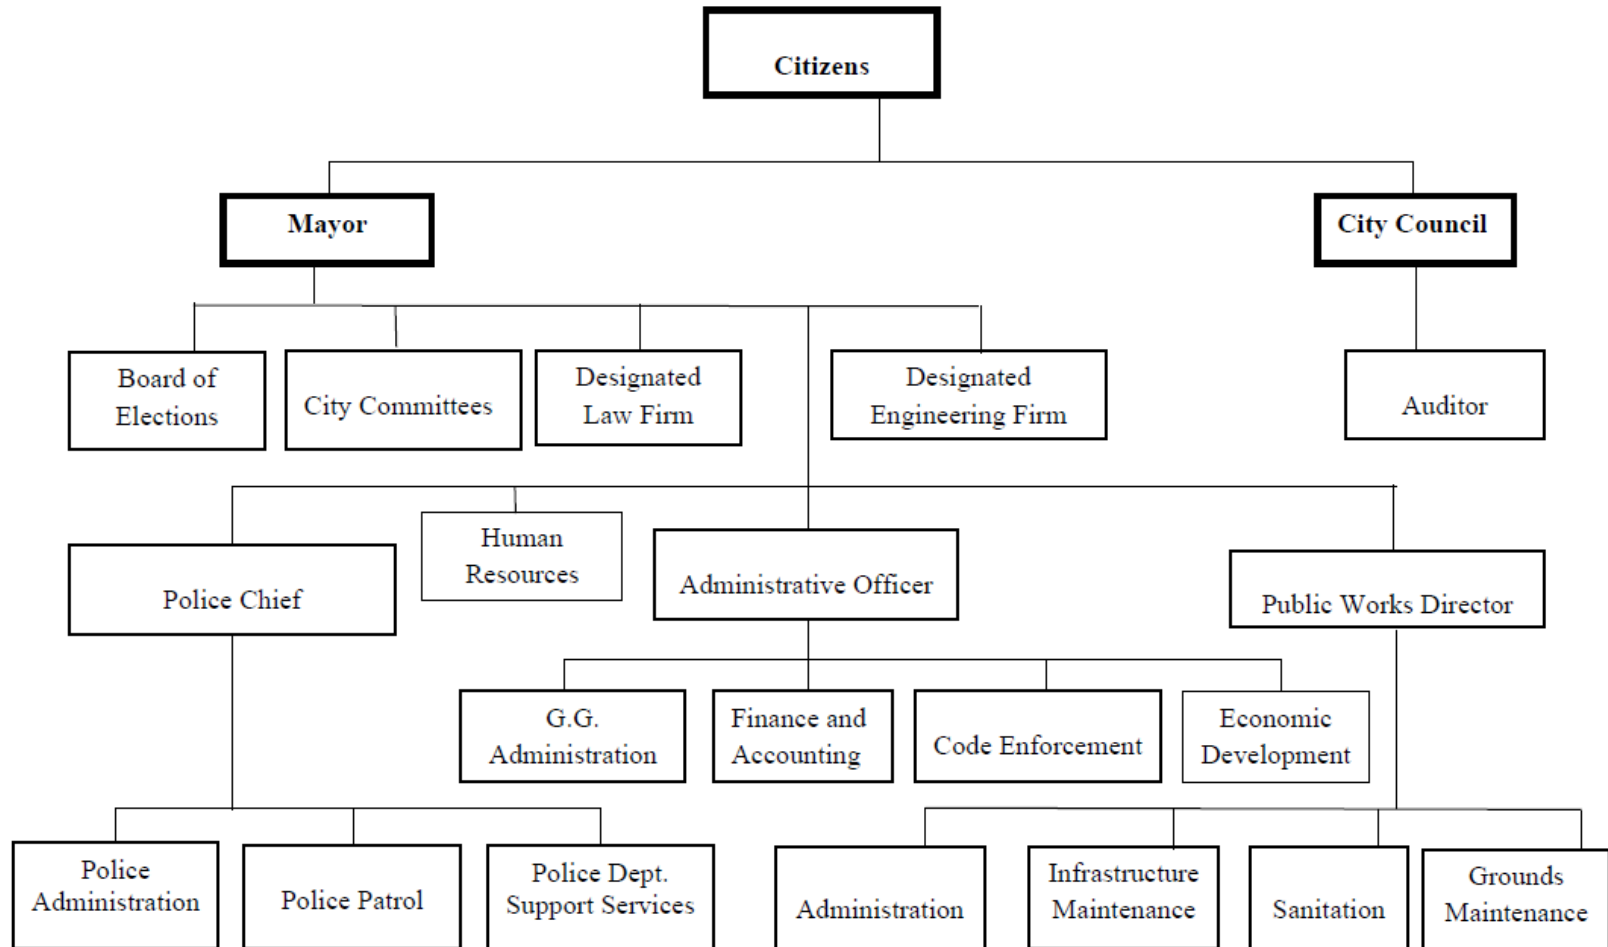 Citizens
Mayor
City Council
Board of
Elections
City Committees
Designated
Law Firm
Designated
Engineering Firm
Auditor
Police Chief
Human
Resources
Administrative Officer
Public Works Director
G.G.
Administration
Finance and
Accounting
Code Enforcement
Economic
Development
Police
Administration
Police Patrol
Police Dept.
Support Services
Administration
Infrastructure
Maintenance
Sanitation
Grounds
Maintenance